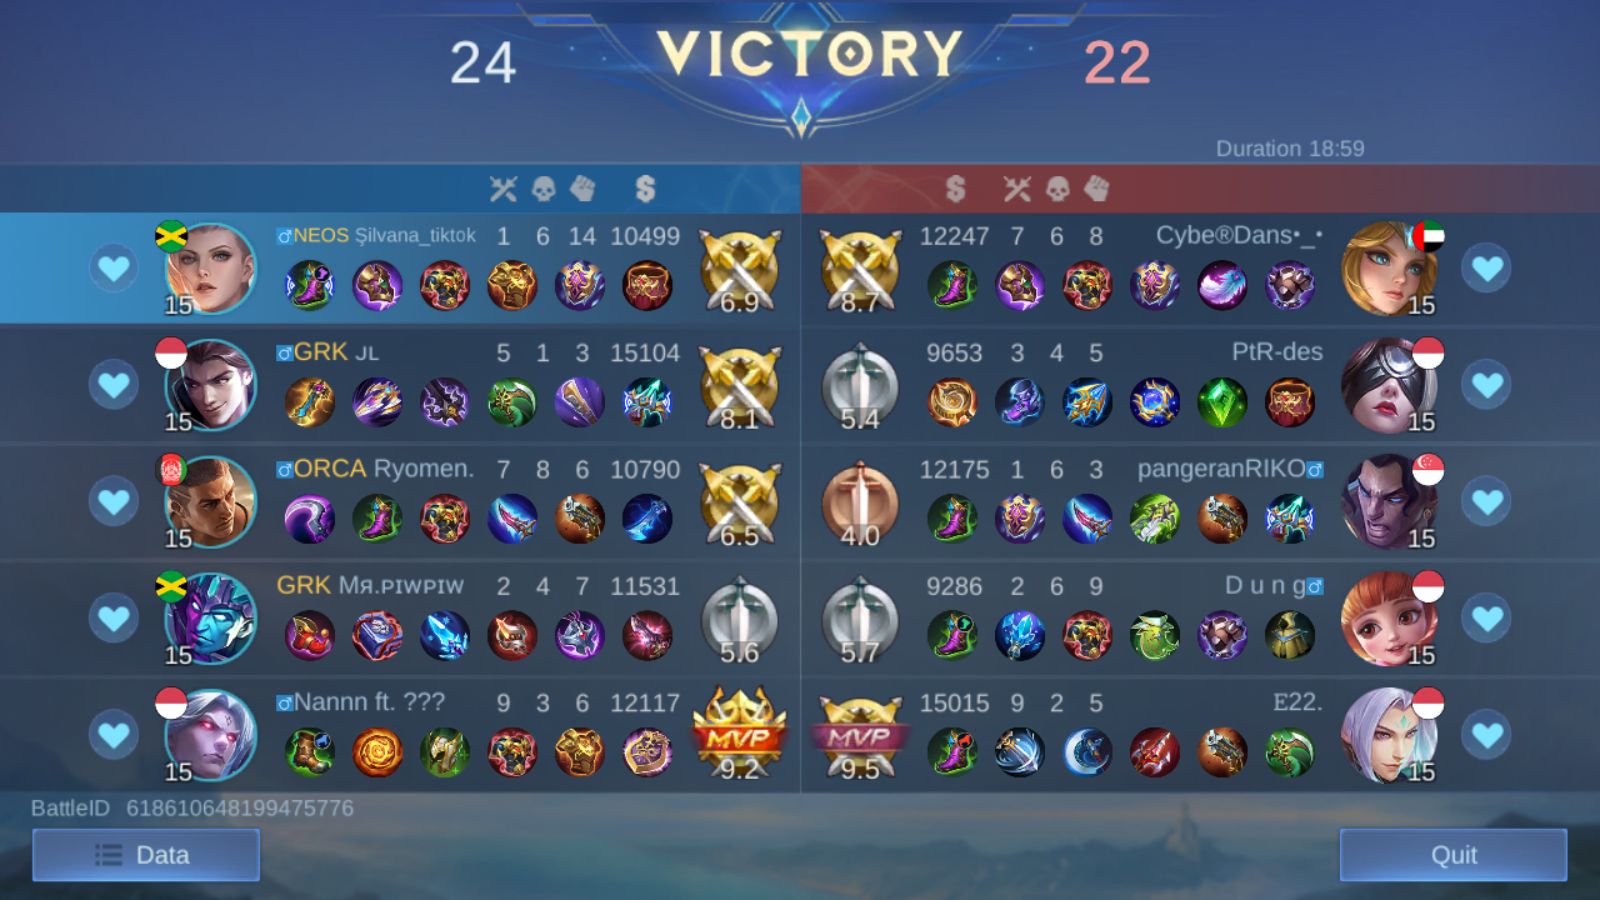 24 VICTORY 22
Duration 18:59
NEOS Şilvana_tiktok 1 6 14 10499
15 6.9
12247 7 6 8 Cybe®Dans•_•
8.7 15
GRK JL 5 1 3 15104
15 8.1
9653 3 4 5 PtR-des
5.4 15
ORCA Ryomen. 7 8 6 10790
15 6.5
12175 1 6 3 pangeranRIKO
4.0 15
GRK Mя.ᴘɪᴡᴘɪᴡ 2 4 7 11531
15 5.6
9286 2 6 9 D u n g
5.7 15
Nannn ft. ??? 9 3 6 12117
15 MVP 9.2
15015 9 2 5 E22.
MVP 9.5 15
BattleID 618610648199475776
Data
Quit